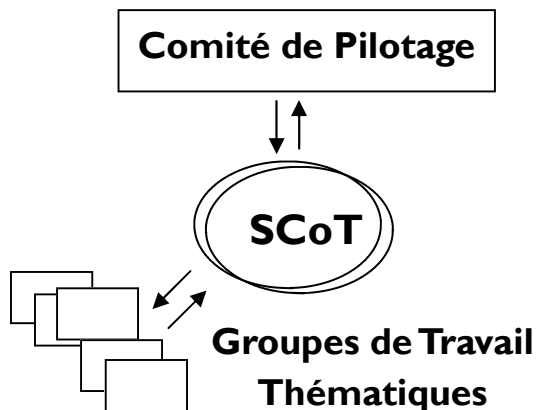 Comité de Pilotage
SCoT
Groupes de Travail
Thématiques